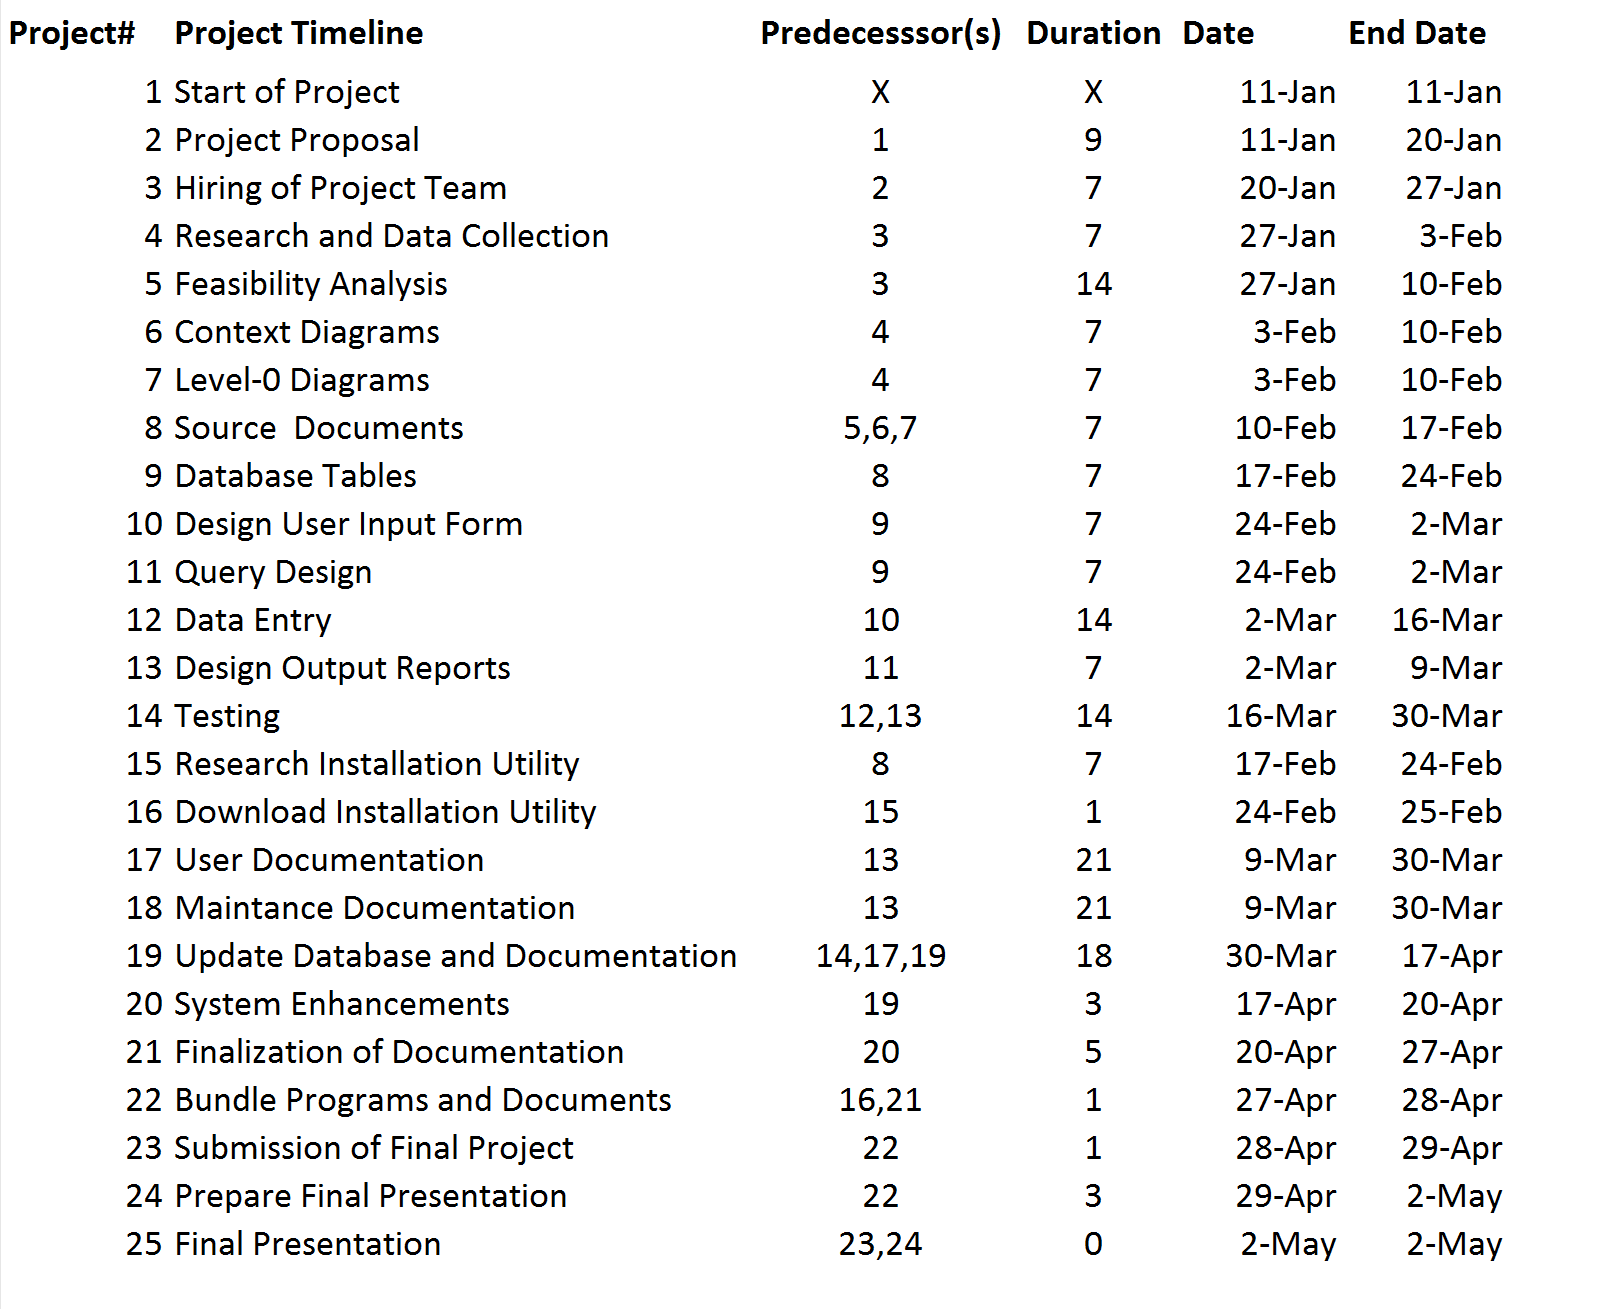 Project# Project Timeline Predecesssor(s) Duration Date End Date
1 Start of Project X X 11-Jan 11-Jan
2 Project Proposal 1 9 11-Jan 20-Jan
3 Hiring of Project Team 2 7 20-Jan 27-Jan
4 Research and Data Collection 3 7 27-Jan 3-Feb
5 Feasibility Analysis 3 14 27-Jan 10-Feb
6 Context Diagrams 4 7 3-Feb 10-Feb
7 Level-0 Diagrams 4 7 3-Feb 10-Feb
8 Source  Documents 5,6,7 7 10-Feb 17-Feb
9 Database Tables 8 7 17-Feb 24-Feb
10 Design User Input Form 9 7 24-Feb 2-Mar
11 Query Design 9 7 24-Feb 2-Mar
12 Data Entry 10 14 2-Mar 16-Mar
13 Design Output Reports 11 7 2-Mar 9-Mar
14 Testing 12,13 14 16-Mar 30-Mar
15 Research Installation Utility 8 7 17-Feb 24-Feb
16 Download Installation Utility 15 1 24-Feb 25-Feb
17 User Documentation 13 21 9-Mar 30-Mar
18 Maintance Documentation 13 21 9-Mar 30-Mar
19 Update Database and Documentation 14,17,19 18 30-Mar 17-Apr
20 System Enhancements 19 3 17-Apr 20-Apr
21 Finalization of Documentation 20 5 20-Apr 27-Apr
22 Bundle Programs and Documents 16,21 1 27-Apr 28-Apr
23 Submission of Final Project 22 1 28-Apr 29-Apr
24 Prepare Final Presentation 22 3 29-Apr 2-May
25 Final Presentation 23,24 0 2-May 2-May